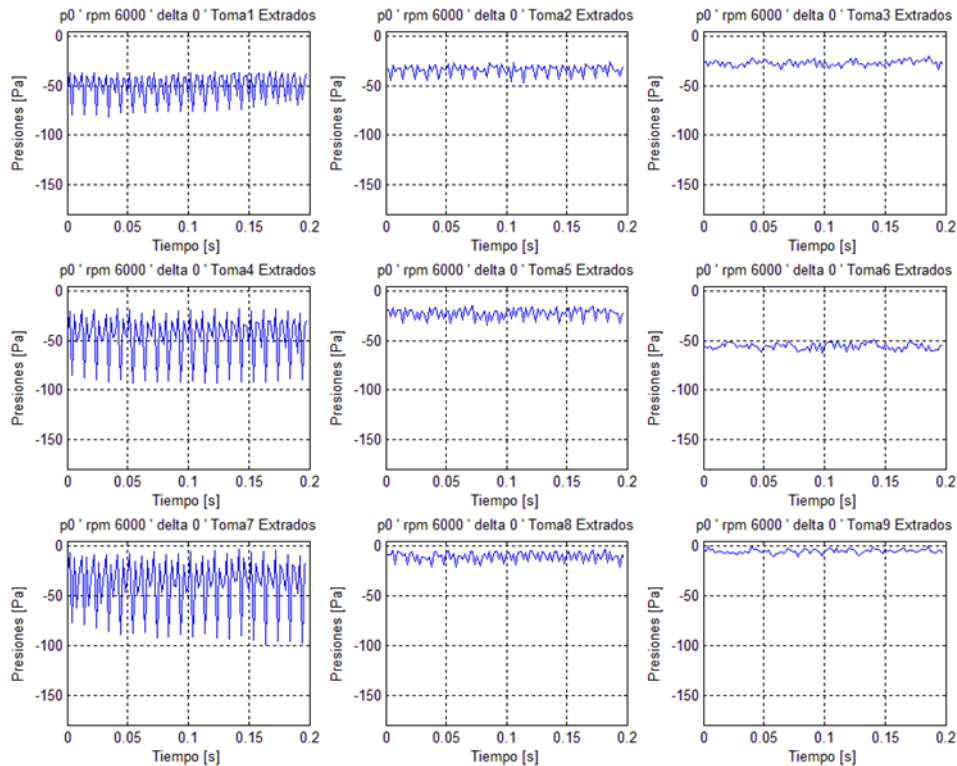 p0 ' rpm 6000 ' delta 0 ' Toma1 Extrados
0
-50
-100
-150
Presiones [Pa]
0 0.05 0.1 0.15 0.2
Tiempo [s]
p0 ' rpm 6000 ' delta 0 ' Toma2 Extrados
0
-50
-100
-150
Presiones [Pa]
0 0.05 0.1 0.15 0.2
Tiempo [s]
p0 ' rpm 6000 ' delta 0 ' Toma3 Extrados
0
-50
-100
-150
Presiones [Pa]
0 0.05 0.1 0.15 0.2
Tiempo [s]
p0 ' rpm 6000 ' delta 0 ' Toma4 Extrados
0
-50
-100
-150
Presiones [Pa]
0 0.05 0.1 0.15 0.2
Tiempo [s]
p0 ' rpm 6000 ' delta 0 ' Toma5 Extrados
0
-50
-100
-150
Presiones [Pa]
0 0.05 0.1 0.15 0.2
Tiempo [s]
p0 ' rpm 6000 ' delta 0 ' Toma6 Extrados
0
-50
-100
-150
Presiones [Pa]
0 0.05 0.1 0.15 0.2
Tiempo [s]
p0 ' rpm 6000 ' delta 0 ' Toma7 Extrados
0
-50
-100
-150
Presiones [Pa]
0 0.05 0.1 0.15 0.2
Tiempo [s]
p0 ' rpm 6000 ' delta 0 ' Toma8 Extrados
0
-50
-100
-150
Presiones [Pa]
0 0.05 0.1 0.15 0.2
Tiempo [s]
p0 ' rpm 6000 ' delta 0 ' Toma9 Extrados
0
-50
-100
-150
Presiones [Pa]
0 0.05 0.1 0.15 0.2
Tiempo [s]